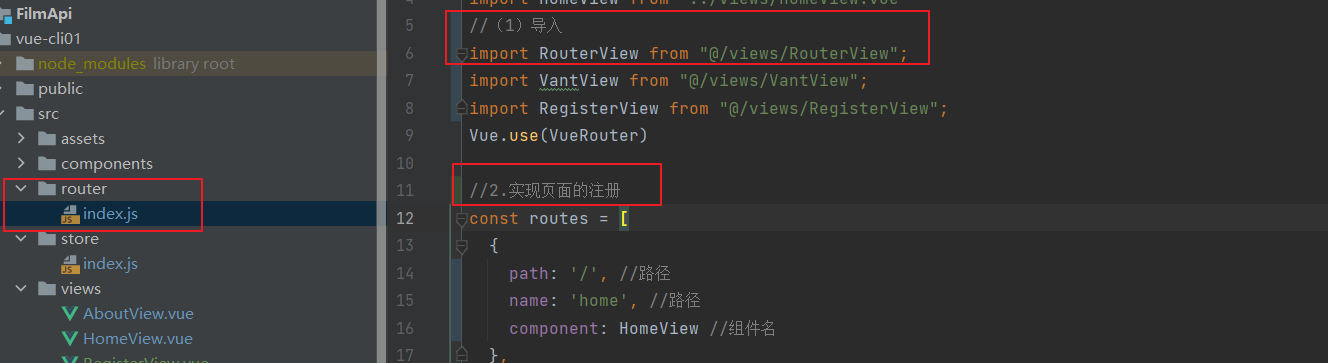 FilmApi
vue-cli01
node_modules library root
public
src
assets
components
router
index.js
store
index.js
views
AboutView.vue
HomeView.vue
RegisterView.vue
4 import HomeView from '../views/HomeView.vue'
5 //（1）导入
6 import RouterView from "@/views/RouterView";
7 import VantView from "@/views/VantView";
8 import RegisterView from "@/views/RegisterView";
9 Vue.use(VueRouter)
10
11 //2.实现页面的注册
12 const routes = [
13 {
14 path: '/', //路径
15 name: 'home', //路径
16 component: HomeView //组件名
17 },